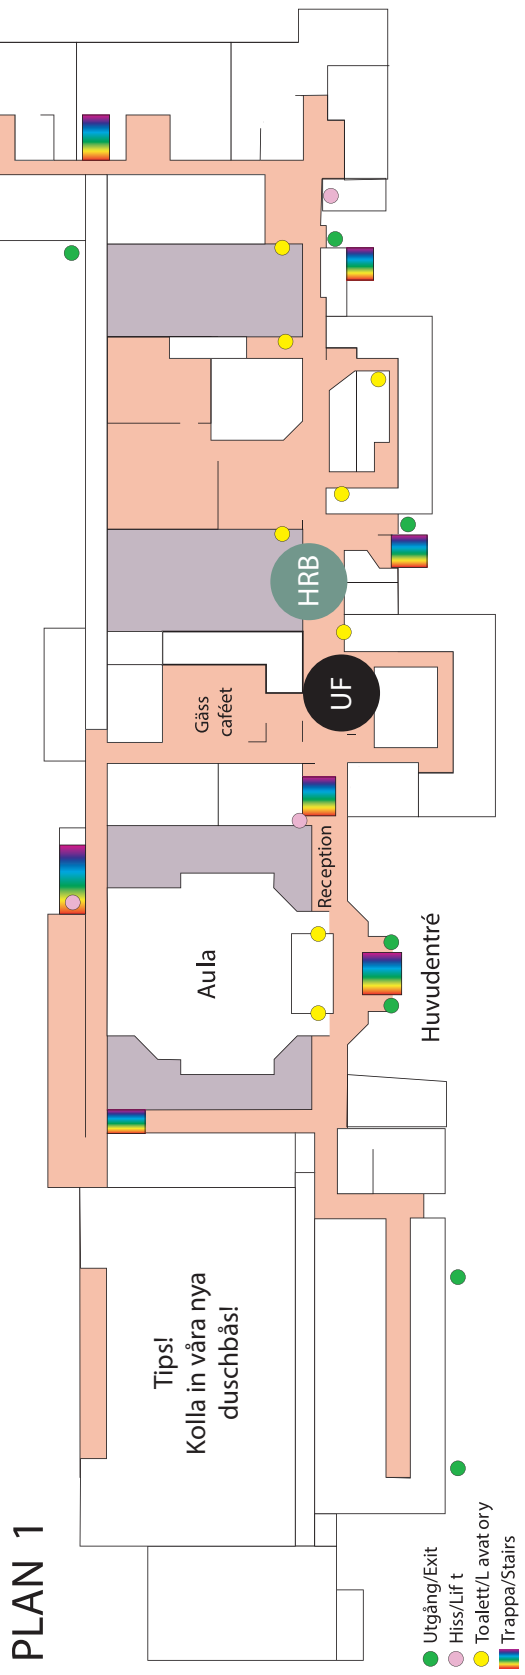 PLAN 1
Tips!
Kolla in våra nya
duschbås!
Aula
Reception
Huvudentré
Gäss
caféet
UF
HRB
Utgång/Exit
Hiss/Lif t
Toalett/L avat ory
Trappa/Stairs